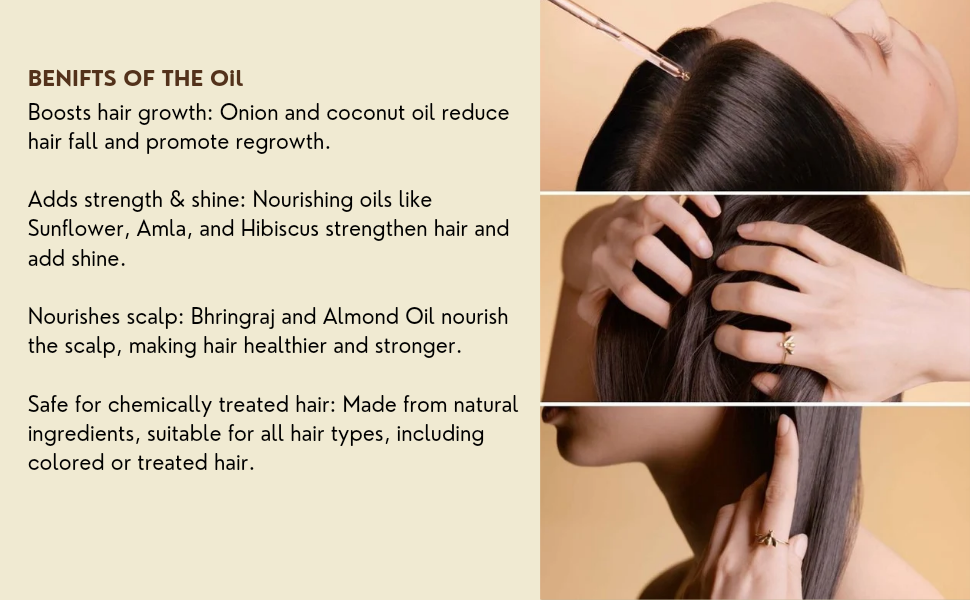 BENIFTS OF THE Oil
Boosts hair growth: Onion and coconut oil reduce
hair fall and promote regrowth.
Adds strength & shine: Nourishing oils like
Sunflower, Amla, and Hibiscus strengthen hair and
add shine.
Nourishes scalp: Bhringraj and Almond Oil nourish
the scalp, making hair healthier and stronger.
Safe for chemically treated hair: Made from natural
ingredients, suitable for all hair types, including
colored or treated hair.